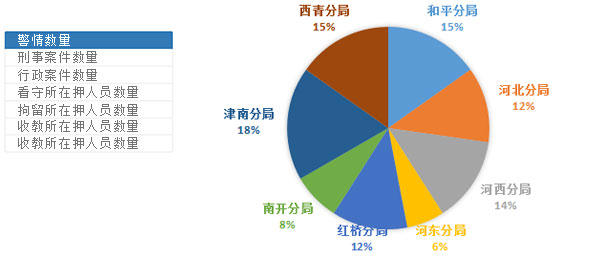 警情数量
刑事案件数量
行政案件数量
看守所在押人员数量
拘留所在押人员数量
收教所在押人员数量
收教所在押人员数量
西青分局
15%
和平分局
15%
河北分局
12%
津南分局
18%
河西分局
14%
南开分局
8%
红桥分局
12%
河东分局
6%